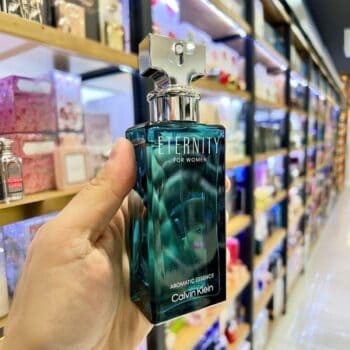 ETERNITY
FOR WOMEN
AROMATIC ESSENCE
Calvin Klein